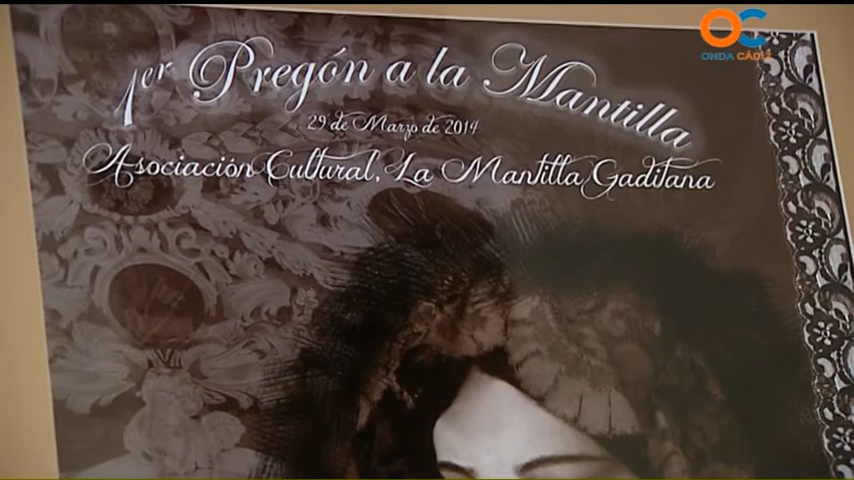 OC
ONDA CÁDIZ
1er Pregón a la Mantilla
29 de Marzo de 2014
Asociación Cultural, La Mantilla Gaditana